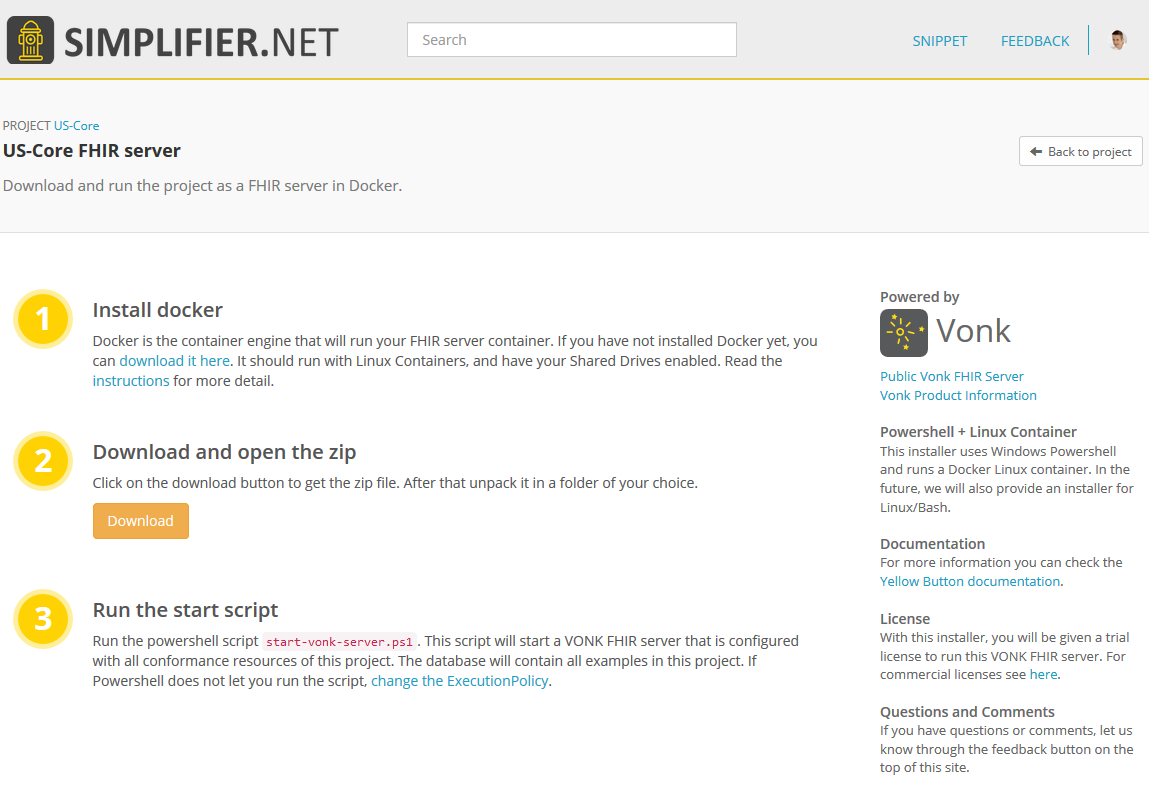 SIMPLIFIER.NET
Search
SNIPPET
FEEDBACK
PROJECT US-Core
US-Core FHIR server
Back to project
Download and run the project as a FHIR server in Docker.
1
Install docker
Docker is the container engine that will run your FHIR server container. If you have not installed Docker yet, you
can download it here. It should run with Linux Containers, and have your Shared Drives enabled. Read the
instructions for more detail.
2
Download and open the zip
Click on the download button to get the zip file. After that unpack it in a folder of your choice.
Download
3
Run the start script
Run the powershell script start-vonk-server.ps1. This script will start a VONK FHIR server that is configured
with all conformance resources of this project. The database will contain all examples in this project. If
Powershell does not let you run the script, change the ExecutionPolicy.
Powered by
Vonk
Public Vonk FHIR Server
Vonk Product Information
Powershell + Linux Container
This installer uses Windows Powershell
and runs a Docker Linux container. In the
future, we will also provide an installer for
Linux/Bash.
Documentation
For more information you can check the
Yellow Button documentation.
License
With this installer, you will be given a trial
license to run this VONK FHIR server. For
commercial licenses see here.
Questions and Comments
If you have questions or comments, let us
know through the feedback button on the
top of this site.